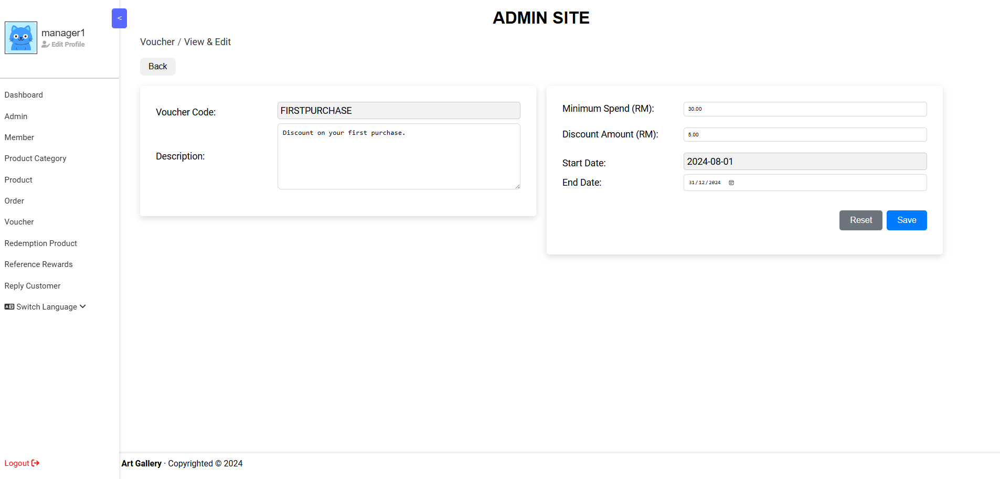 <
ADMIN SITE
manager1
Edit Profile
Voucher / View & Edit
Back
Dashboard
Admin
Member
Product Category
Product
Order
Voucher
Redemption Product
Reference Rewards
Reply Customer
Switch Language
Logout
Voucher Code:
FIRSTPURCHASE
Description:
Discount on your first purchase.
Minimum Spend (RM):
30.00
Discount Amount (RM):
5.00
Start Date:
2024-08-01
End Date:
31/12/2024
Reset
Save
Art Gallery · Copyrighted © 2024